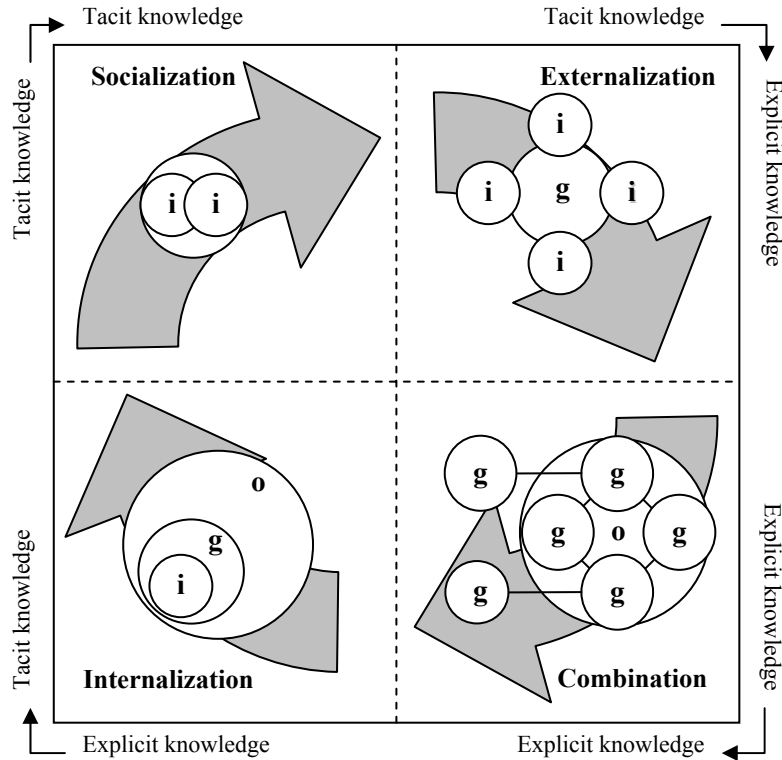 Tacit knowledge
Tacit knowledge
Tacit knowledge
Explicit knowledge
Socialization
Externalization
i i
i
i g i
i
o
g
i
g g
g o g
g g
Tacit knowledge
Explicit knowledge
Internalization
Combination
Explicit knowledge
Explicit knowledge